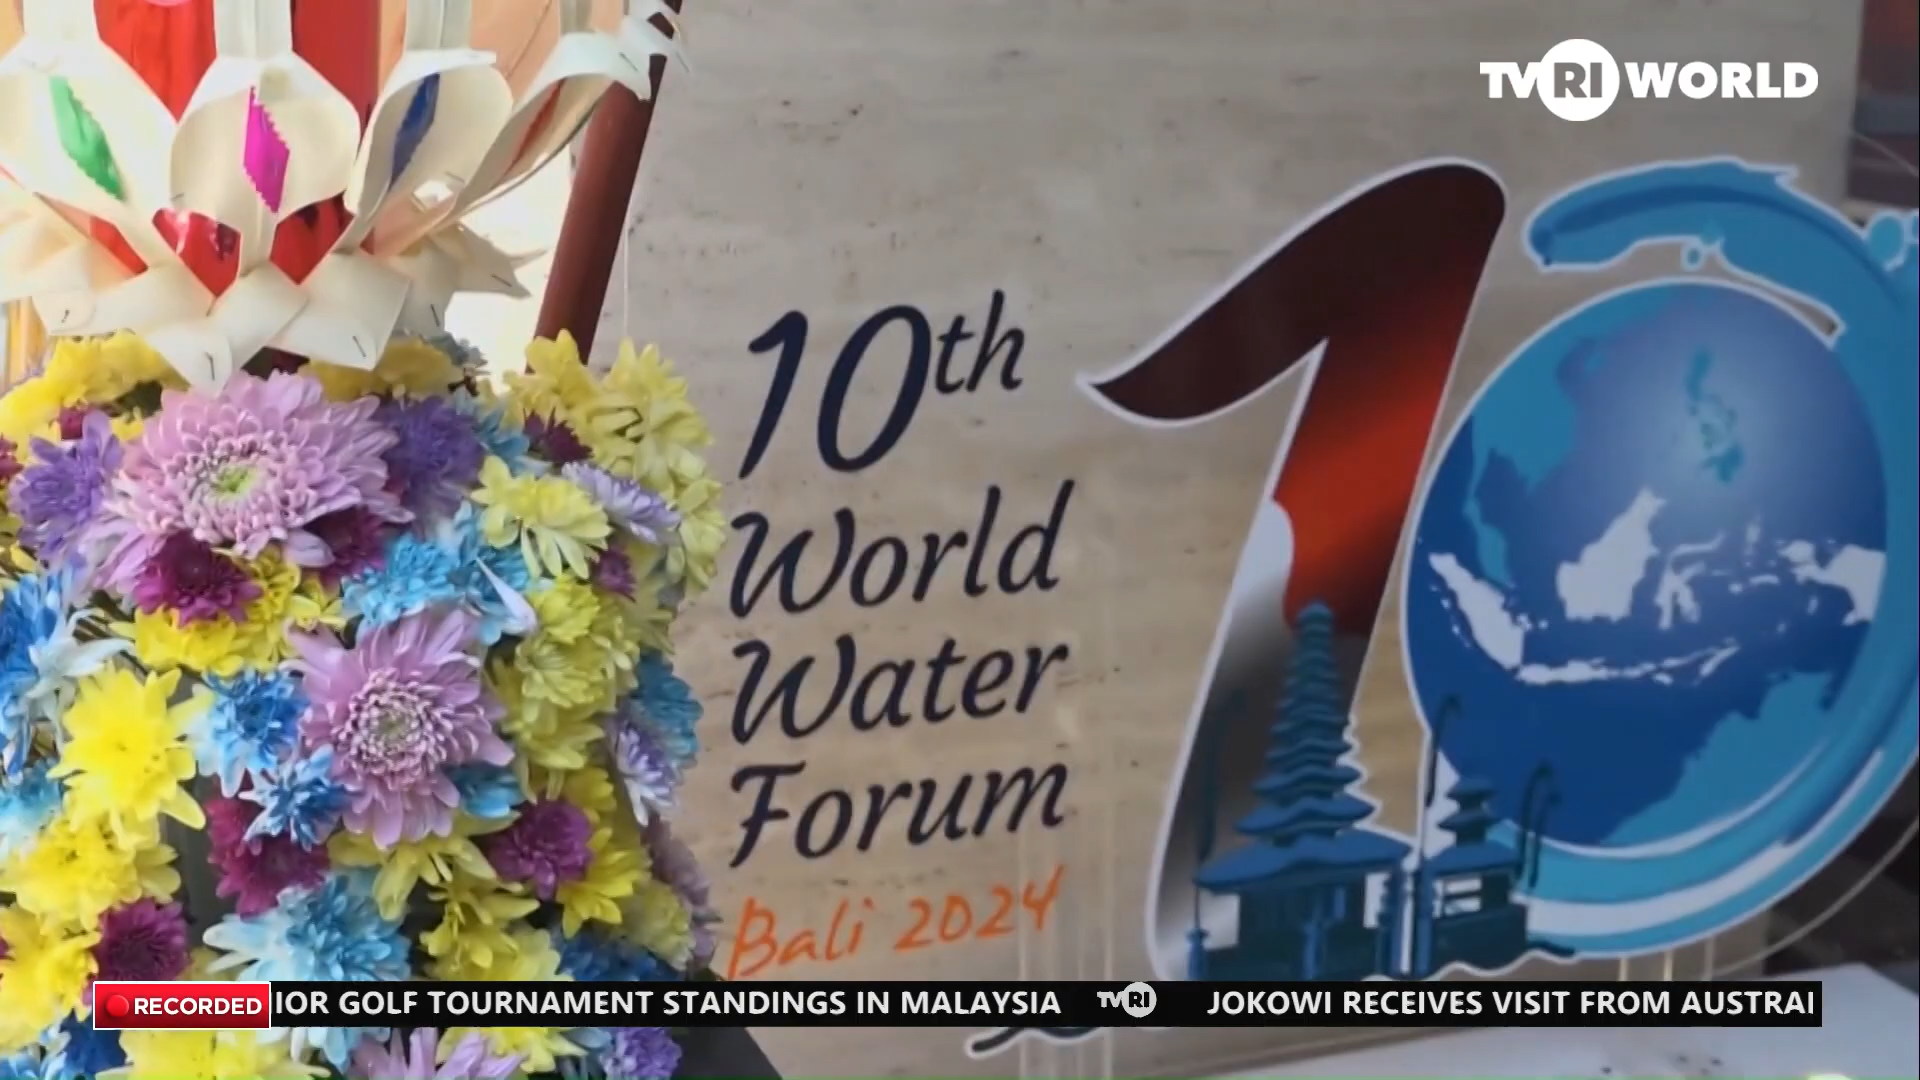 TVRI WORLD
10th
World
Water
Forum
Bali 2024
RECORDED
IOR GOLF TOURNAMENT STANDINGS IN MALAYSIA TVRI JOKOWI RECEIVES VISIT FROM AUSTRAI